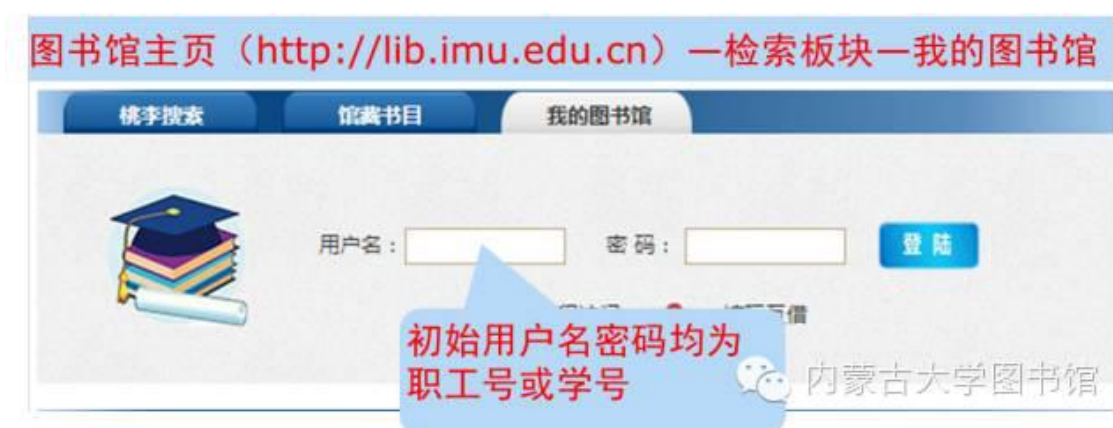 图书馆主页（http://lib.imu.edu.cn）—检索板块—我的图书馆
桃李搜索 馆藏书目 我的图书馆
用户名： 密 码： 登 陆
互借
初始用户名密码均为
职工号或学号
内蒙古大学图书馆